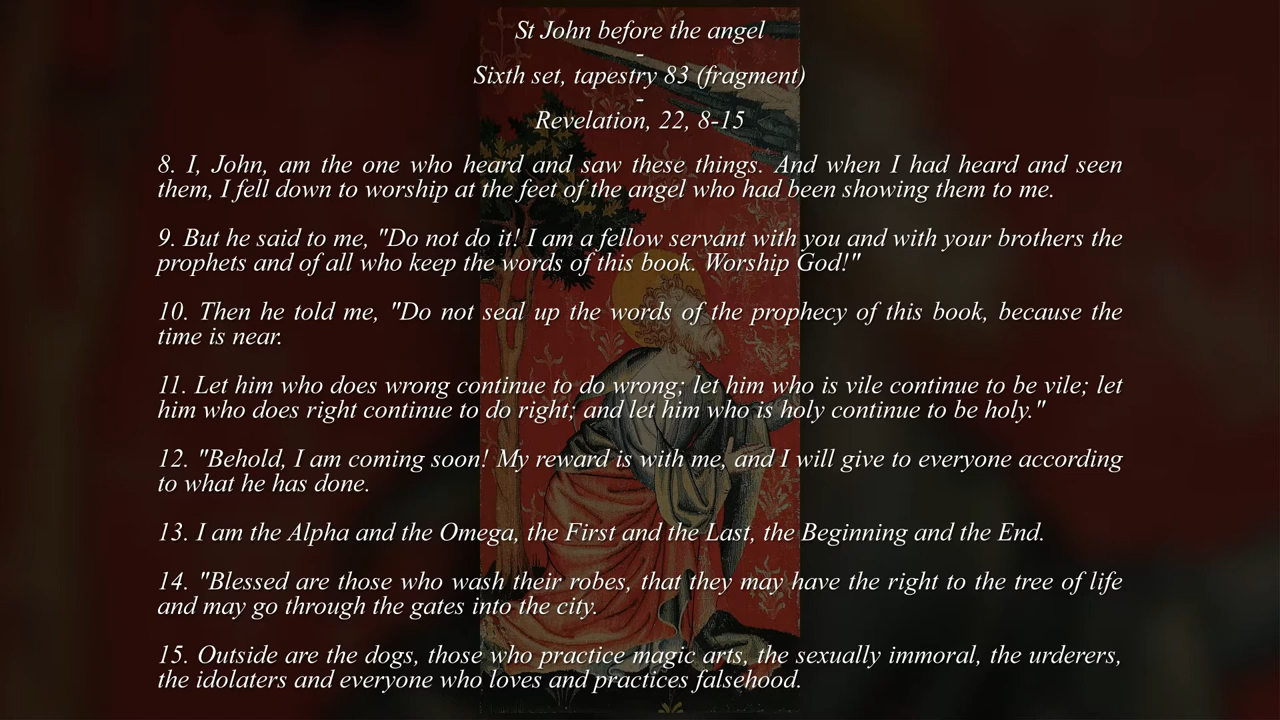 St John before the angel
-
Sixth set, tapestry 83 (fragment)
-
Revelation, 22, 8-15
8. I, John, am the one who heard and saw these things. And when I had heard and seen
them, I fell down to worship at the feet of the angel who had been showing them to me.
9. But he said to me, "Do not do it! I am a fellow servant with you and with your brothers the
prophets and of all who keep the words of this book. Worship God!"
10. Then he told me, "Do not seal up the words of the prophecy of this book, because the
time is near.
11. Let him who does wrong continue to do wrong; let him who is vile continue to be vile; let
him who does right continue to do right; and let him who is holy continue to be holy."
12. "Behold, I am coming soon! My reward is with me, and I will give to everyone according
to what he has done.
13. I am the Alpha and the Omega, the First and the Last, the Beginning and the End.
14. "Blessed are those who wash their robes, that they may have the right to the tree of life
and may go through the gates into the city.
15. Outside are the dogs, those who practice magic arts, the sexually immoral, the urderers,
the idolaters and everyone who loves and practices falsehood.